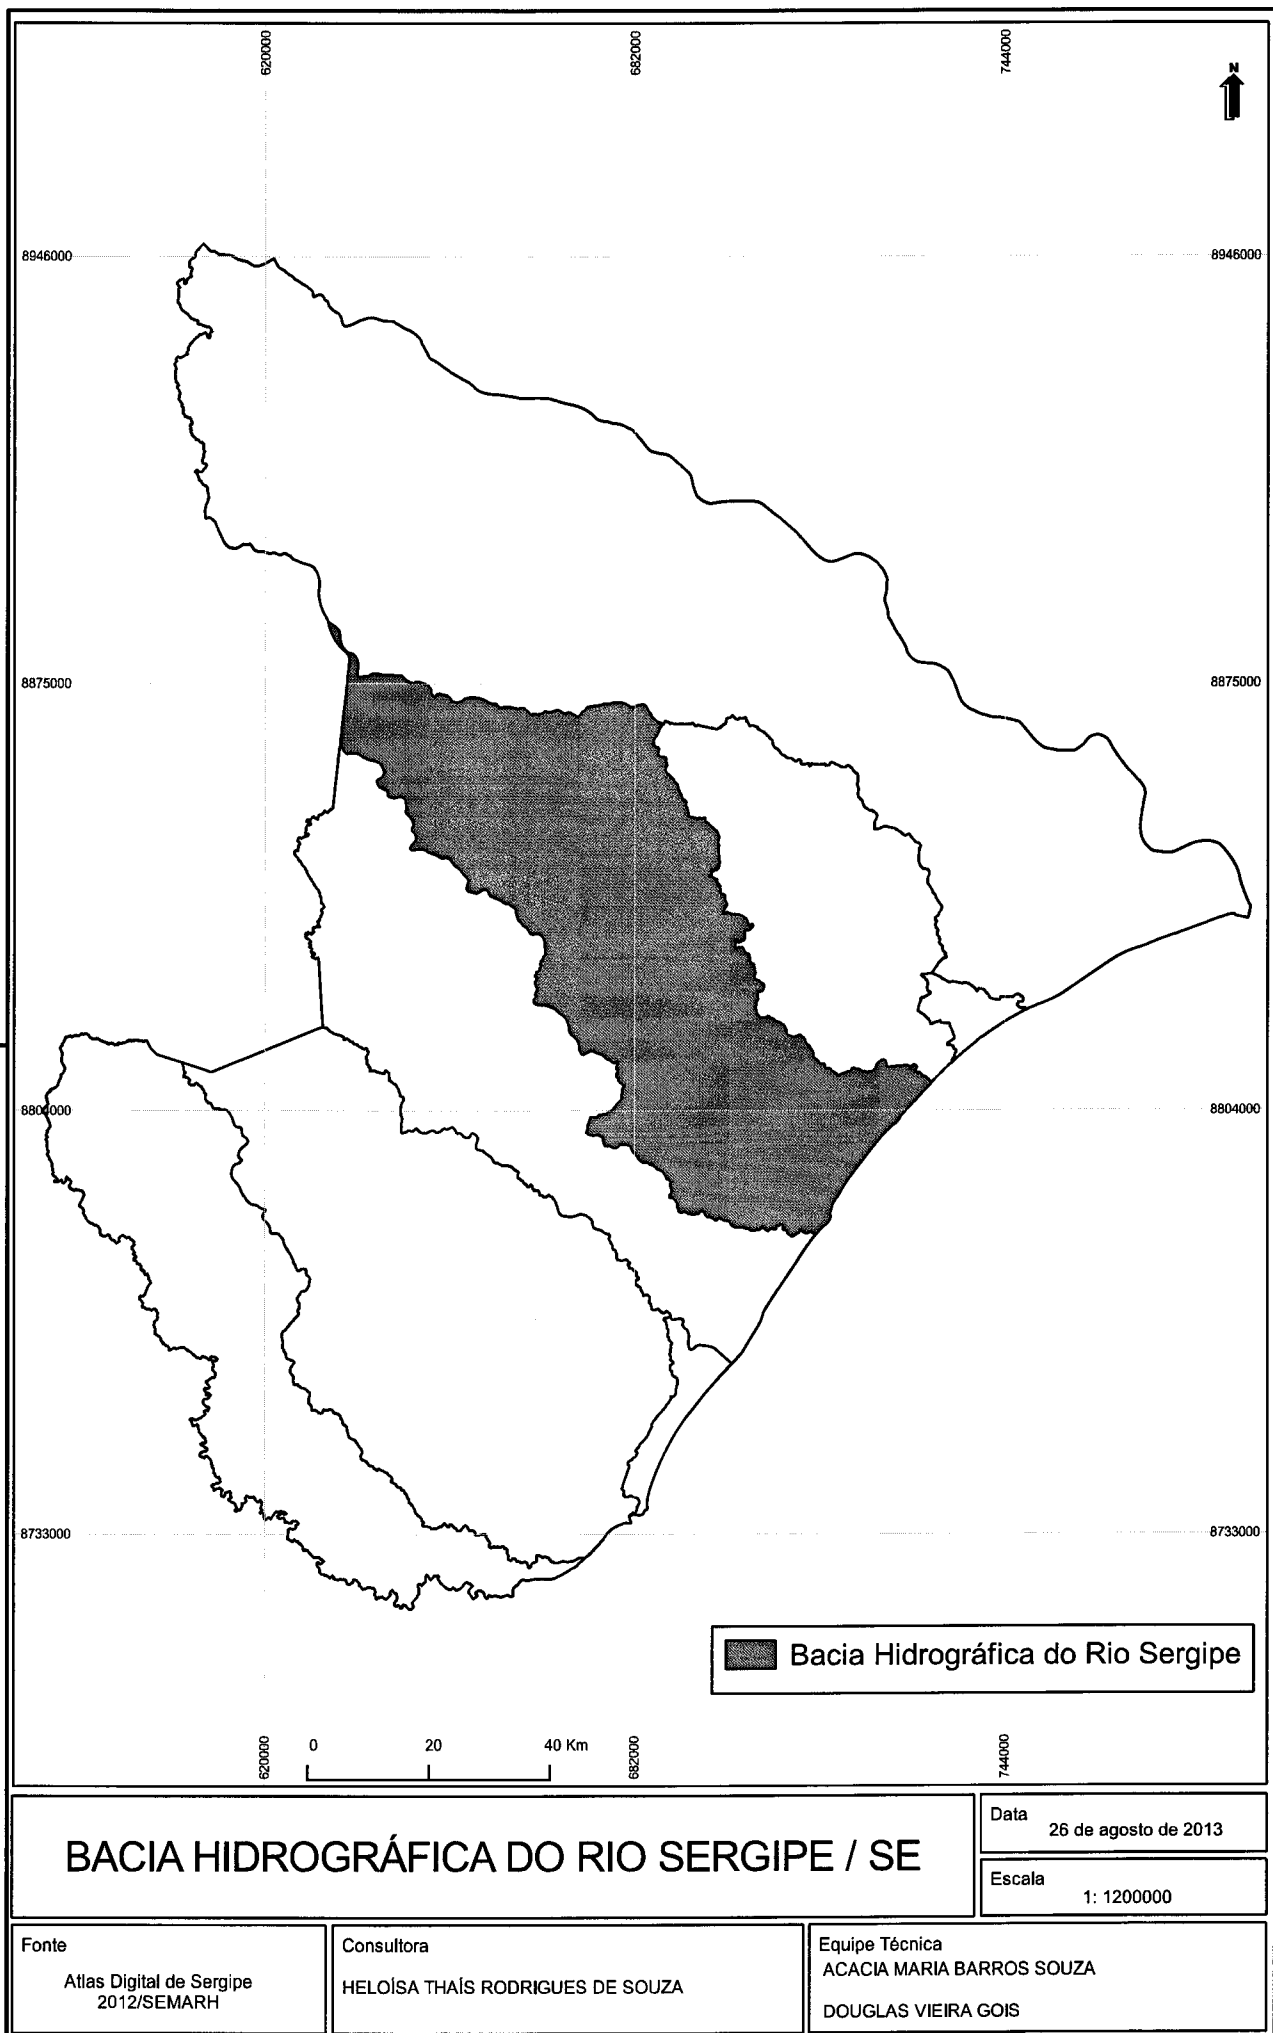 620000
682000
744000
N
8946000
8946000
8875000
8875000
8804000
8804000
8733000
8733000
Bacia Hidrográfica do Rio Sergipe
620000
0
20
40 Km
682000
744000
BACIA HIDROGRÁFICA DO RIO SERGIPE / SE
Data
26 de agosto de 2013
Escala
1: 1200000
Fonte
Atlas Digital de Sergipe
2012/SEMARH
Consultora
HELOÍSA THAÍS RODRIGUES DE SOUZA
Equipe Técnica
ACACIA MARIA BARROS SOUZA
DOUGLAS VIEIRA GOIS